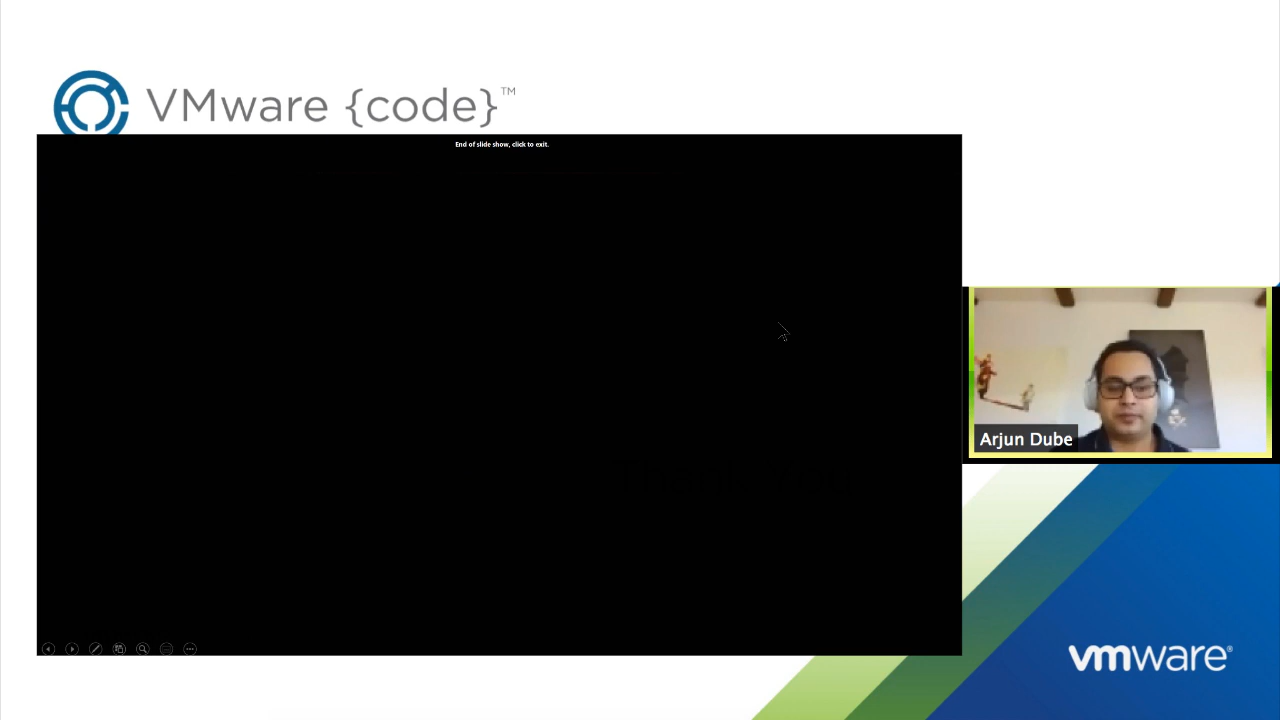 VMware {code}™
End of slide show, click to exit.
Arjun Dube
vmware®